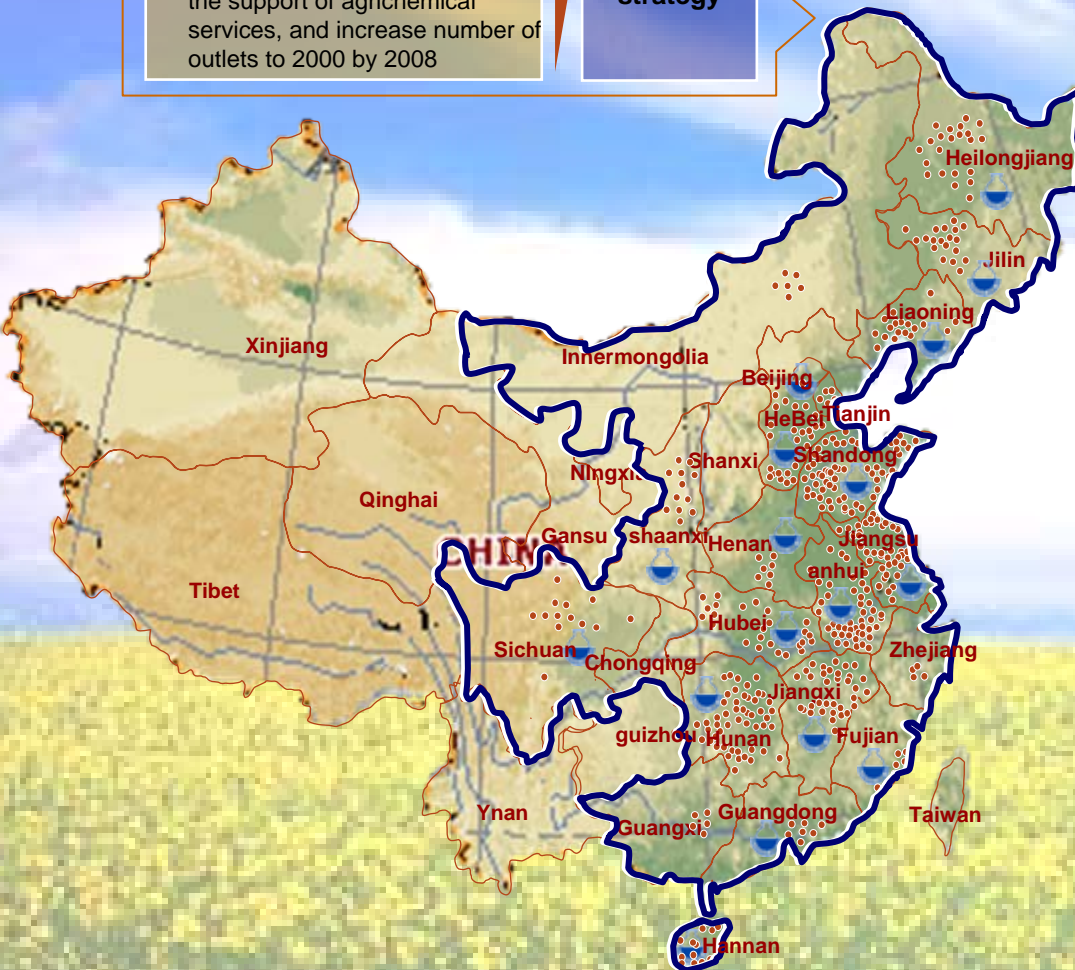 the support of agrichemical
services, and increase number of
outlets to 2000 by 2008
strategy
Heilongjiang
Jilin
Liaoning
Xinjiang
Innermongolia
Beijing
HeBei
Tianjin
Shanxi
Shandong
Qinghai
Gansu
shaanxi
Henan
Jiangsu
CHINA
anhui
Tibet
Hubei
Sichuan
Chongqing
Zhejiang
Jiangxi
guizhou
Hunan
Fujian
Ynan
Guangxi
Guangdong
Taiwan
Hannan